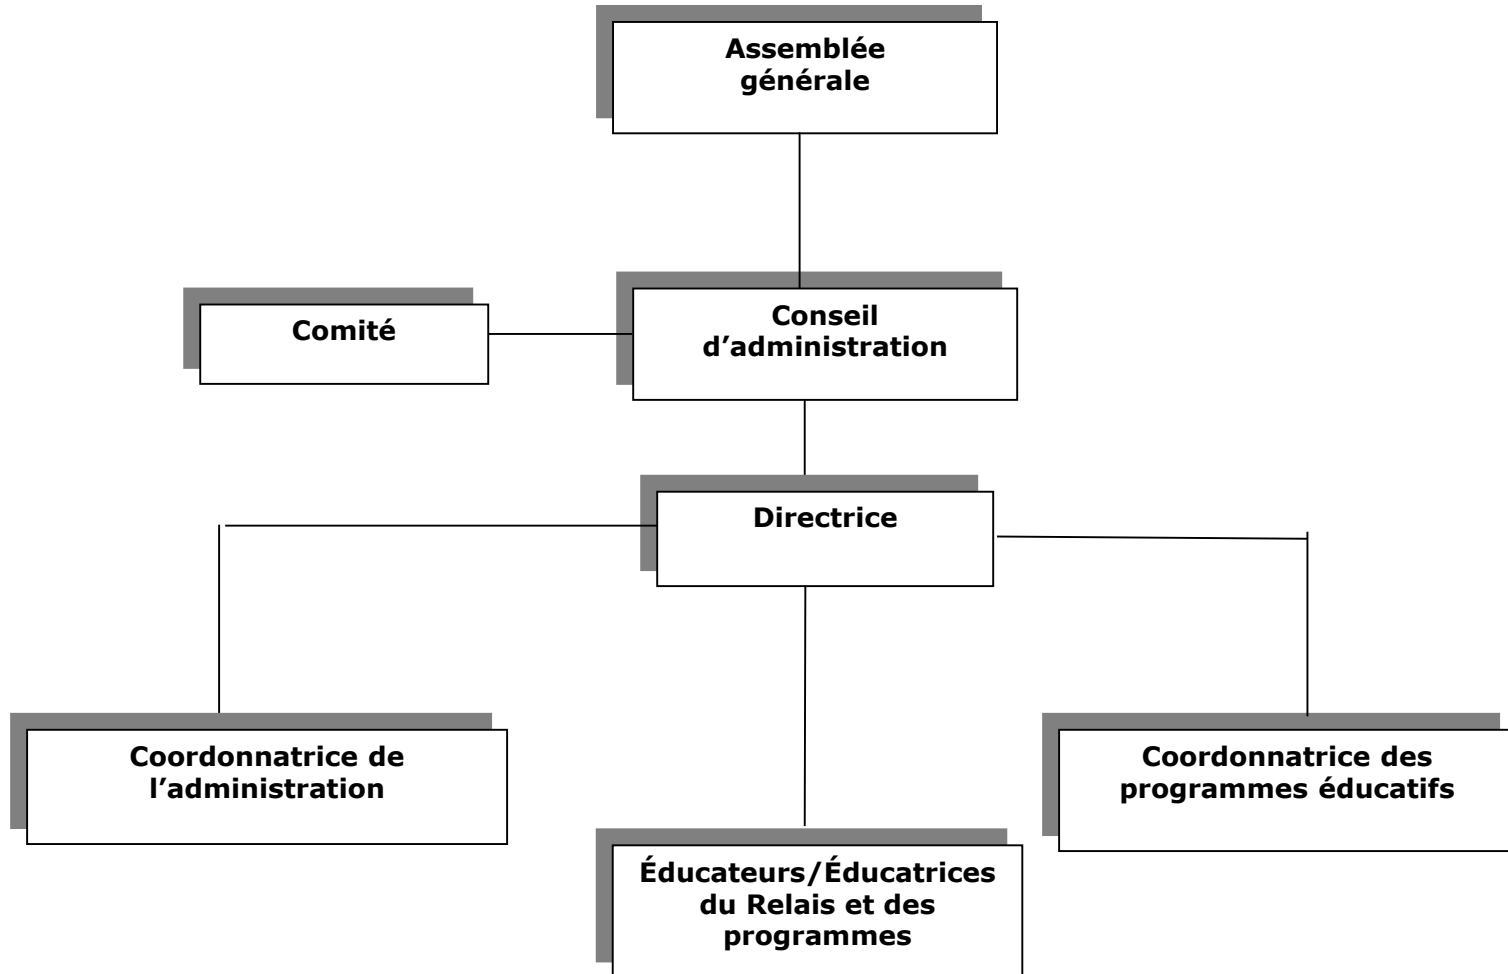 Assemblée
générale
Comité
Conseil
d’administration
Directrice
Coordonnatrice de
l’administration
Coordonnatrice des
programmes éducatifs
Éducateurs/Éducatrices
du Relais et des
programmes